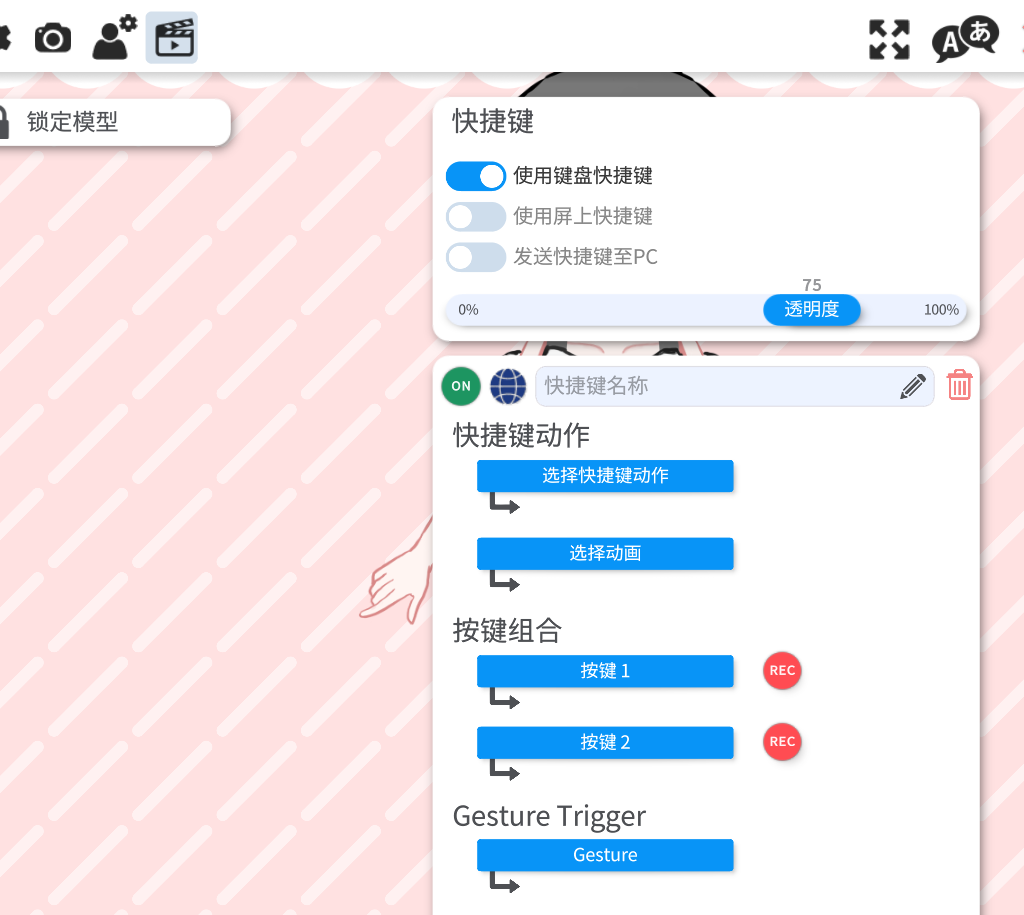 A あ
锁定模型
快捷键
使用键盘快捷键
使用屏上快捷键
发送快捷键至PC
75
0% 透明度 100%
ON 快捷键名称
快捷键动作
选择快捷键动作
选择动画
按键组合
按键 1 REC
按键 2 REC
Gesture Trigger
Gesture